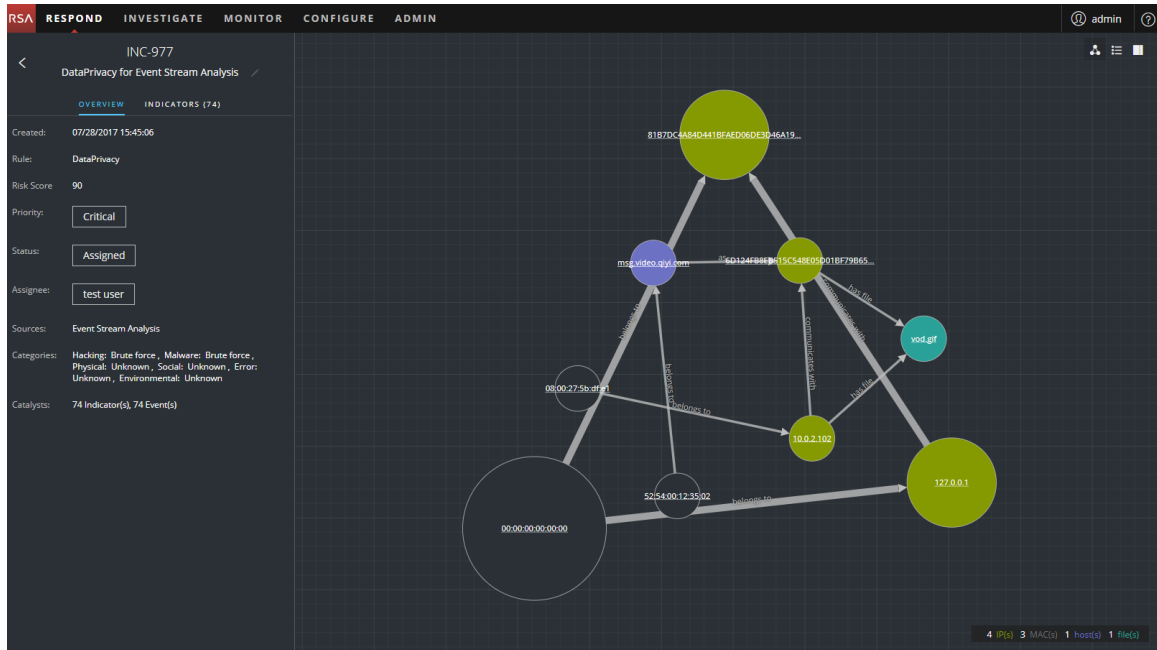 RSA RESPOND INVESTIGATE MONITOR CONFIGURE ADMIN admin ?
INC-977
DataPrivacy for Event Stream Analysis
OVERVIEW INDICATORS (74)
Created: 07/28/2017 15:45:06
Rule: DataPrivacy
Risk Score 90
Priority: Critical
Status: Assigned
Assignee: test user
Sources: Event Stream Analysis
Categories: Hacking: Brute force , Malware: Brute force ,
Physical: Unknown , Social: Unknown , Error:
Unknown , Environmental: Unknown
Catalysts: 74 Indicator(s), 74 Event(s)
81B7DC4A84D441BFAED06DE3D46A19...
msg.video.qiyi.com
as
communicates with
has file
belongs to
yod.gif
communicates with
belongs to
has file
08:00:27:5b:df:e1
belongs to
10.0.2.102
127.0.0.1
52:54:00:12:35:02
belongs to
00:00:00:00:00:00
4 IP(s) 3 MAC(s) 1 host(s) 1 file(s)